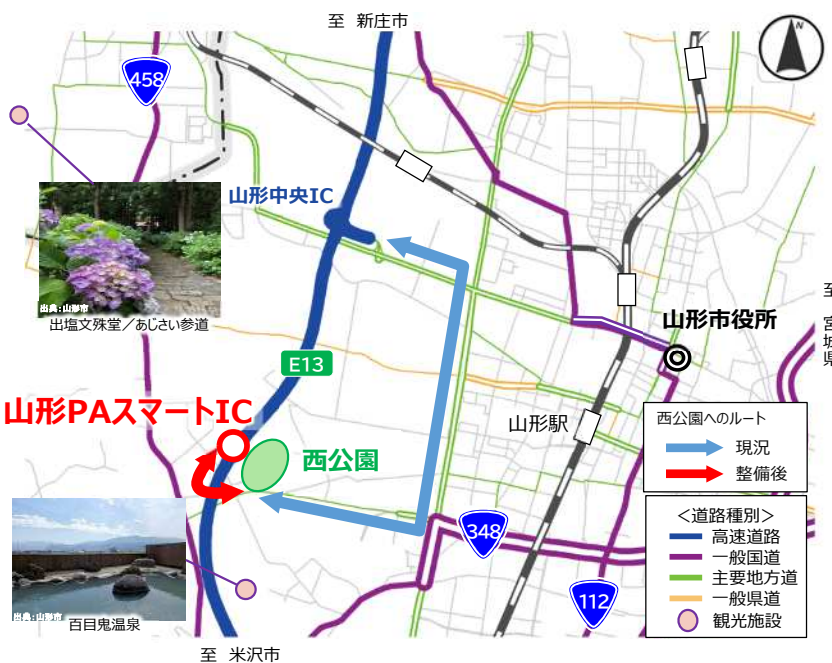 至 新庄市
N
458
山形中央IC
出典：山形市
出塩文殊堂／あじさい参道
至 宮城県
山形市役所
E13
山形PAスマートIC
西公園
山形駅
西公園へのルート
現況
整備後
348
＜道路種別＞
高速道路
一般国道
主要地方道
一般県道
観光施設
112
出典：山形市
百目鬼温泉
至 米沢市